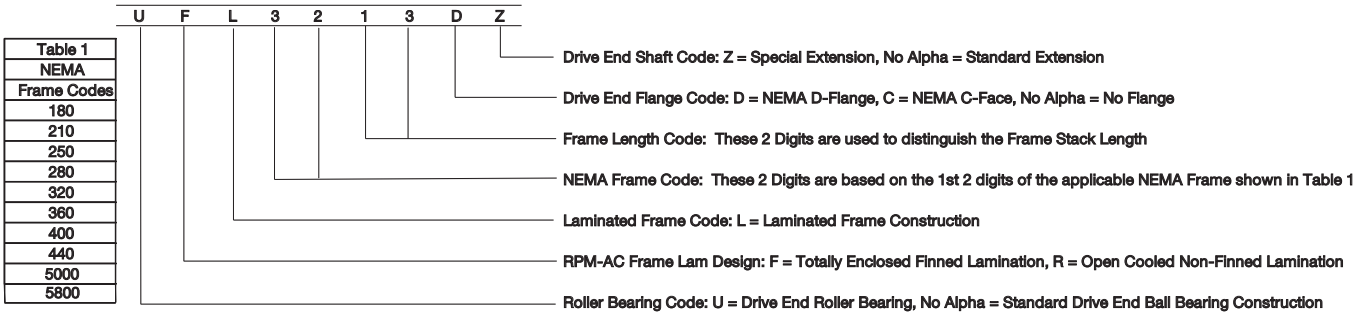 U F L 3 2 1 3 D Z
Table 1
NEMA
Frame Codes
180
210
250
280
320
360
400
440
5000
5800
Drive End Shaft Code: Z = Special Extension, No Alpha = Standard Extension
Drive End Flange Code: D = NEMA D-Flange, C = NEMA C-Face, No Alpha = No Flange
Frame Length Code: These 2 Digits are used to distinguish the Frame Stack Length
NEMA Frame Code: These 2 Digits are based on the 1st 2 digits of the applicable NEMA Frame shown in Table 1
Laminated Frame Code: L = Laminated Frame Construction
RPM-AC Frame Lam Design: F = Totally Enclosed Finned Lamination, R = Open Cooled Non-Finned Lamination
Roller Bearing Code: U = Drive End Roller Bearing, No Alpha = Standard Drive End Ball Bearing Construction